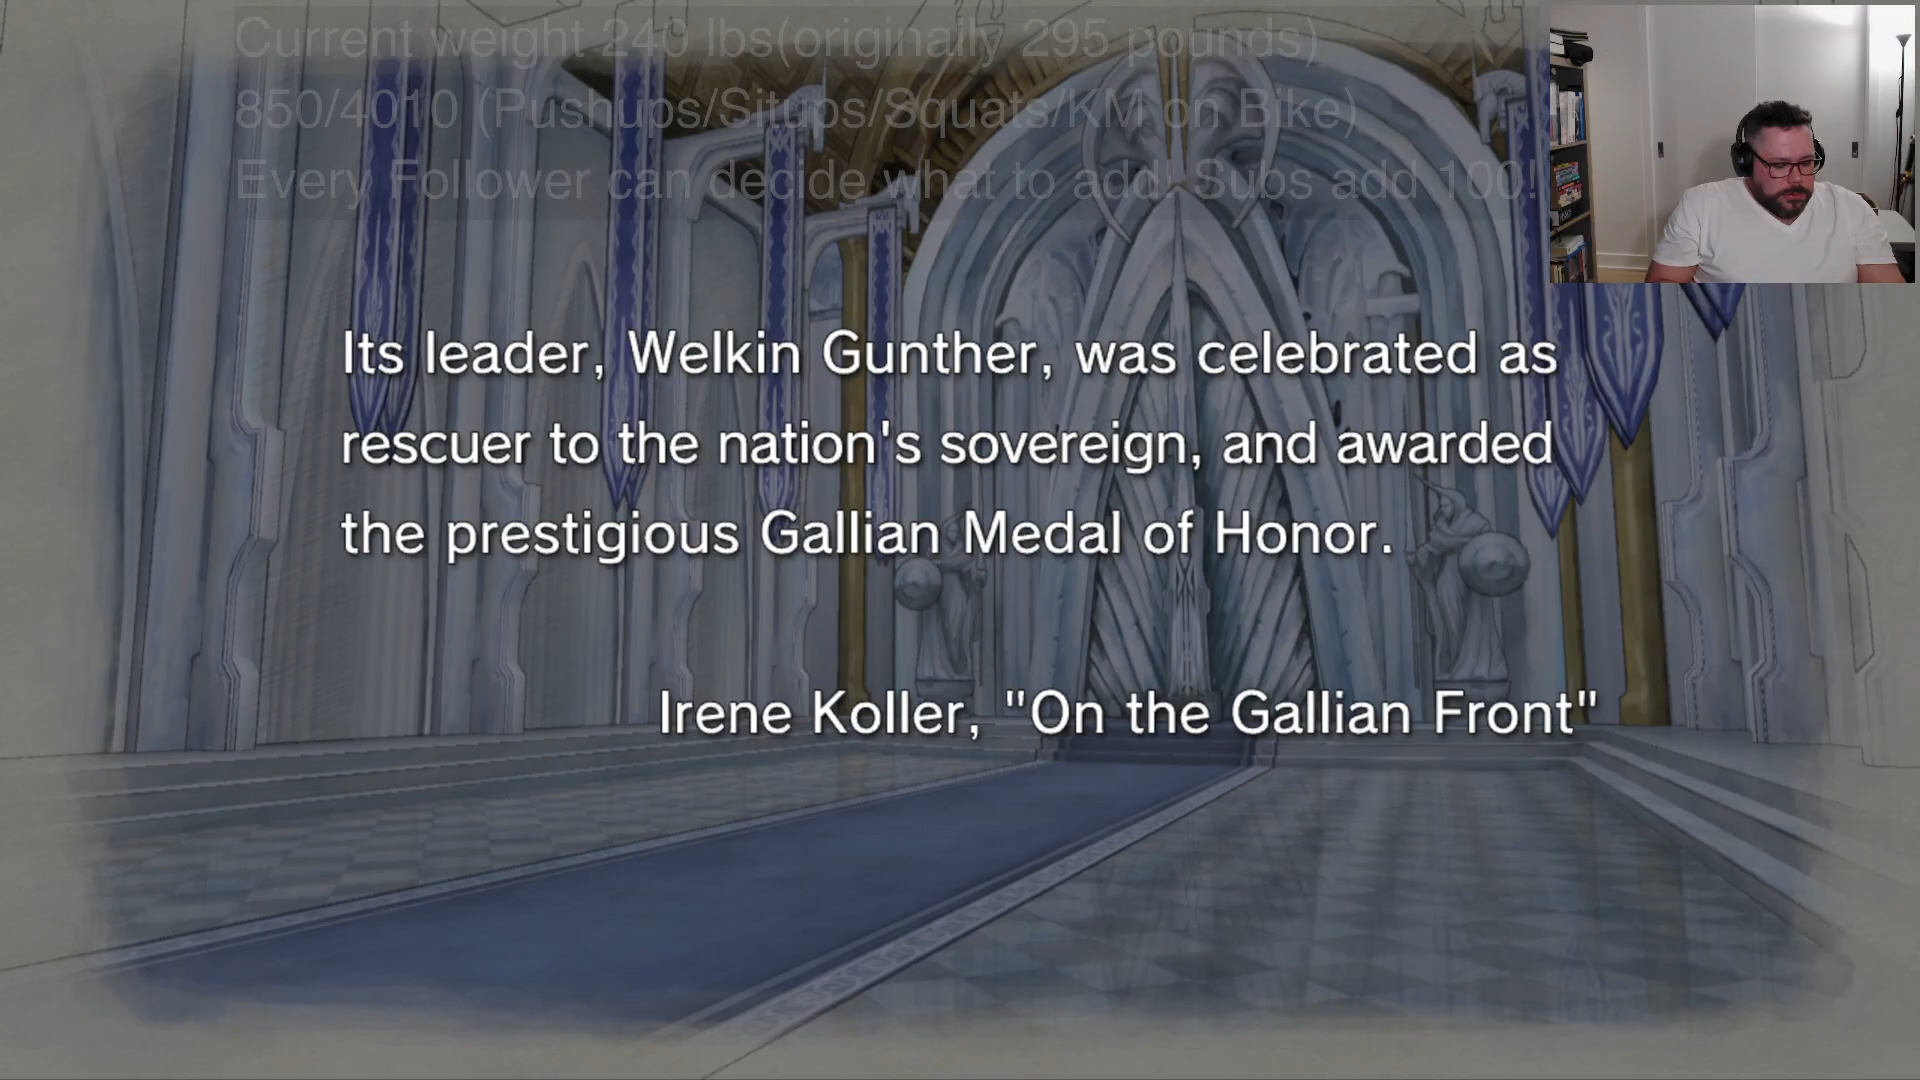 Current weight 240 lbs(originally 295 pounds)
850/4010 (Pushups/Situps/Squats/KM on Bike)
Every Follower can decide what to add! Subs add 100!!
Its leader, Welkin Gunther, was celebrated as
rescuer to the nation's sovereign, and awarded
the prestigious Gallian Medal of Honor.
Irene Koller, "On the Gallian Front"